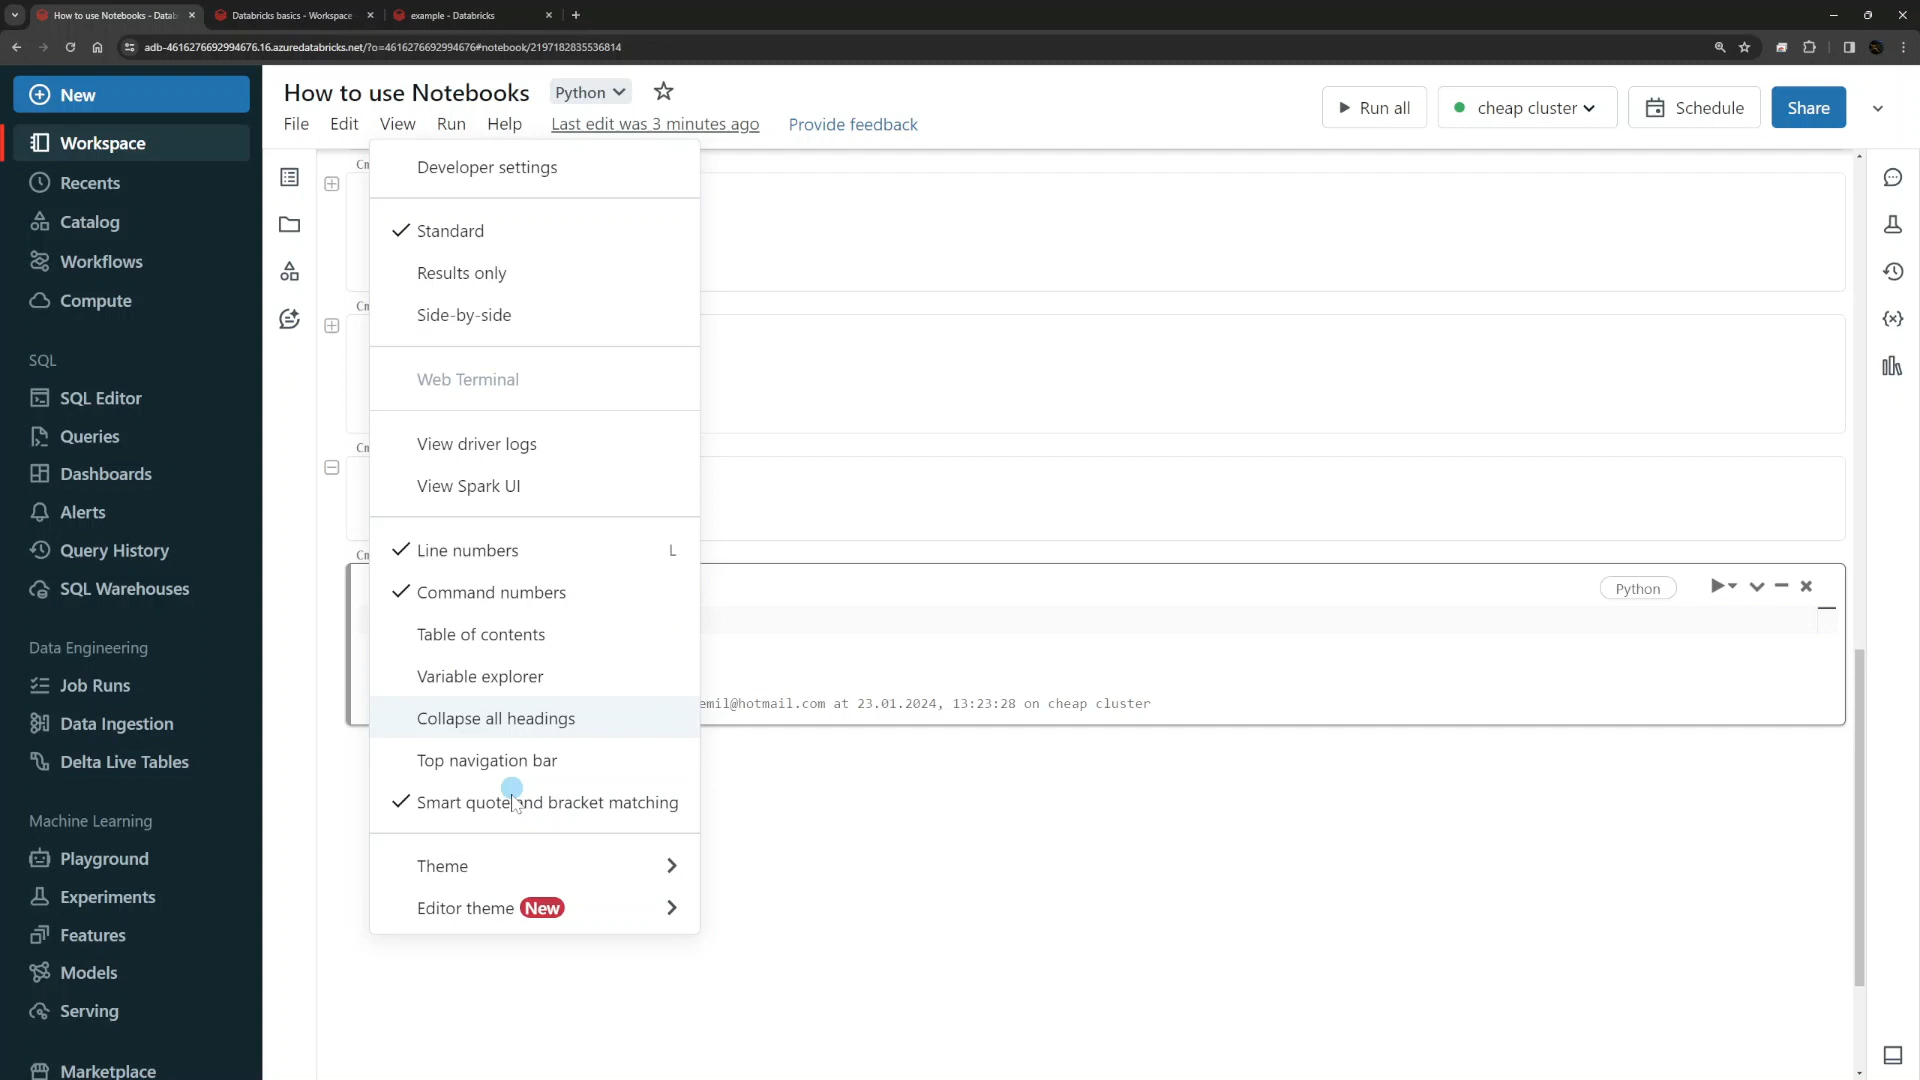 How to use Notebooks - Datab
Databricks basics - Workspace
example - Databricks
adb-4616276692994676.16.azuredatabricks.net/?o=4616276692994676#notebook/2197182835536814
New
Workspace
Recents
Catalog
Workflows
Compute
SQL
SQL Editor
Queries
Dashboards
Alerts
Query History
SQL Warehouses
Data Engineering
Job Runs
Data Ingestion
Delta Live Tables
Machine Learning
Playground
Experiments
Features
Models
Serving
Marketplace
How to use Notebooks
Python
File Edit View Run Help Last edit was 3 minutes ago Provide feedback
Run all
cheap cluster
Schedule
Share
Developer settings
Standard
Results only
Side-by-side
Web Terminal
View driver logs
View Spark UI
Line numbers L
Command numbers
Table of contents
Variable explorer
Collapse all headings
Top navigation bar
Smart quote and bracket matching
Theme
Editor theme New
Python
emil@hotmail.com at 23.01.2024, 13:23:28 on cheap cluster